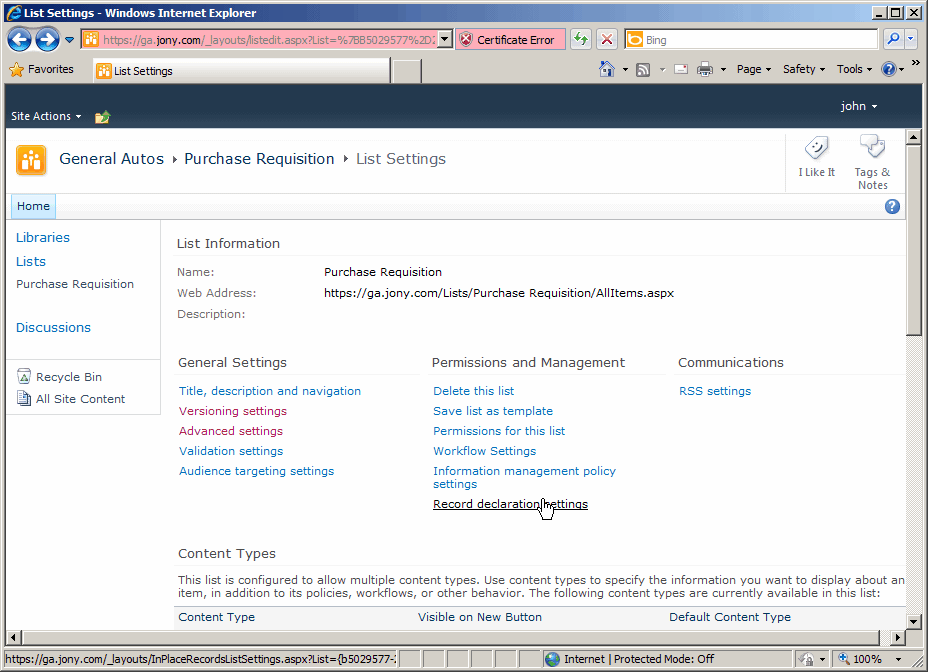 List Settings - Windows Internet Explorer
https://ga.jony.com/_layouts/listedit.aspx?List=%7BB5029577%2D2
Certificate Error
Bing
Favorites
List Settings
Page
Safety
Tools
»
john
Site Actions
General Autos
Purchase Requisition
List Settings
I Like It
Tags &
Notes
Home
Libraries
Lists
Purchase Requisition
Discussions
Recycle Bin
All Site Content
List Information
Name:
Purchase Requisition
Web Address:
https://ga.jony.com/Lists/Purchase Requisition/AllItems.aspx
Description:
General Settings
Title, description and navigation
Versioning settings
Advanced settings
Validation settings
Audience targeting settings
Permissions and Management
Delete this list
Save list as template
Permissions for this list
Workflow Settings
Information management policy
settings
Record declaration settings
Communications
RSS settings
Content Types
This list is configured to allow multiple content types. Use content types to specify the information you want to display about an
item, in addition to its policies, workflows, or other behavior. The following content types are currently available in this list:
Content Type
Visible on New Button
Default Content Type
https://ga.jony.com/_layouts/InPlaceRecordsListSettings.aspx?List={b5029577-
Internet | Protected Mode: Off
100%